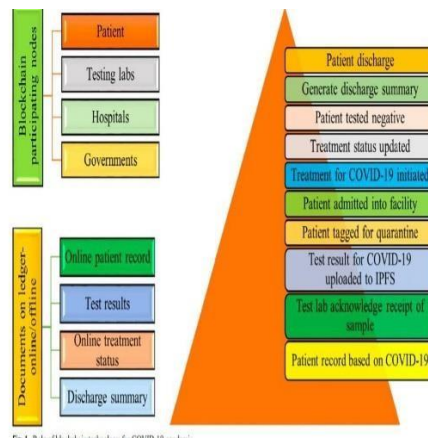 Blockchain
participating nodes
Patient
Testing labs
Hospitals
Governments
Documents on ledger-
online/offline
Online patient record
Test results
Online treatment
status
Discharge summary
Patient discharge
Generate discharge summary
Patient tested negative
Treatment status updated
Treatment for COVID-19 initiated
Patient admitted into facility
Patient tagged for quarantine
Test result for COVID-19
uploaded to IPFS
Test lab acknowledge receipt of
sample
Patient record based on COVID-19